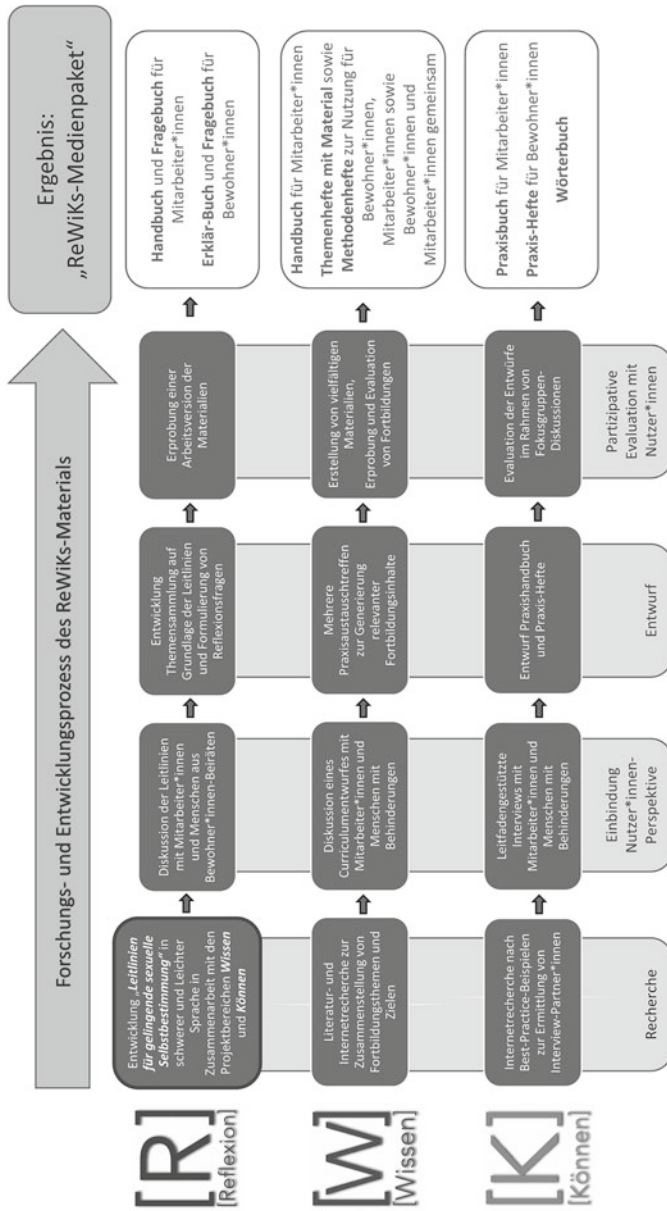 Forschungs- und Entwicklungsprozess des ReWiKs-Materials
Ergebnis:
„ReWiKs-Medienpaket“
[R]
[Reflexion]
Entwicklung „Leitlinien
für gelingende sexuelle
Selbstbestimmung“ in
schwerer und Leichter
Sprache in
Zusammenarbeit mit den
Projektbereichen Wissen
und Können
Diskussion der Leitlinien
mit Mitarbeiter*innen
und Menschen aus
Bewohner*innen-Beiräten
Entwicklung
Themensammlung auf
Grundlage der Leitlinien
und Formulierung von
Reflexionsfragen
Erprobung einer
Arbeitsversion der
Materialien
Handbuch und Fragebuch für
Mitarbeiter*innen
Erklär-Buch und Fragebuch für
Bewohner*innen
[W]
[Wissen]
Literatur- und
Internetrecherche zur
Zusammenstellung von
Fortbildungsthemen und
Zielen
Diskussion eines
Curriculumentwurfes mit
Mitarbeiter*innen und
Menschen mit
Behinderungen
Mehrere
Praxisaustauschtreffen
zur Generierung
relevanter
Fortbildungsinhalte
Erstellung von vielfältigen
Materialien,
Erprobung und Evaluation
von Fortbildungen
Handbuch für Mitarbeiter*innen
Themenhefte mit Material sowie
Methodenhefte zur Nutzung für
Bewohner*innen,
Mitarbeiter*innen sowie
Bewohner*innen und
Mitarbeiter*innen gemeinsam
[K]
[Können]
Internetrecherche nach
Best-Practice-Beispielen
zur Ermittlung von
Interview-Partner*innen
Leitfadengestützte
Interviews mit
Mitarbeiter*innen und
Menschen mit
Behinderungen
Entwurf Praxishandbuch
und Praxis-Hefte
Evaluation der Entwürfe
im Rahmen von
Fokusgruppen-
Diskussionen
Praxisbuch für Mitarbeiter*innen
Praxis-Hefte für Bewohner*innen
Wörterbuch
Recherche
Einbindung
Nutzer*innen-
Perspektive
Entwurf
Partizipative
Evaluation mit
Nutzer*innen